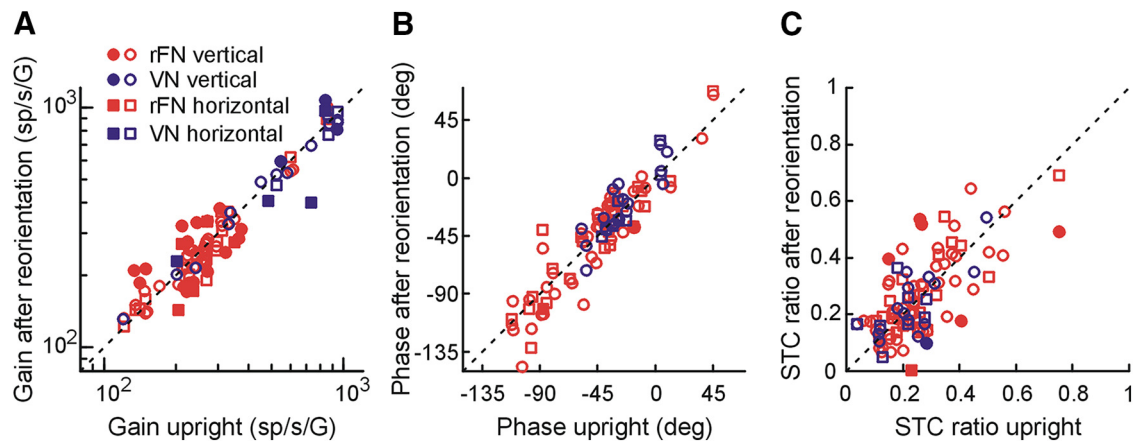 A
Gain after reorientation (sp/s/G)
10³
10²
rFN vertical
VN vertical
rFN horizontal
VN horizontal
10² 10³
Gain upright (sp/s/G)
B
Phase after reorientation (deg)
45
0
-45
-90
-135
-135 -90 -45 0 45
Phase upright (deg)
C
STC ratio after reorientation
1
0.8
0.6
0.4
0.2
0
0 0.2 0.4 0.6 0.8 1
STC ratio upright